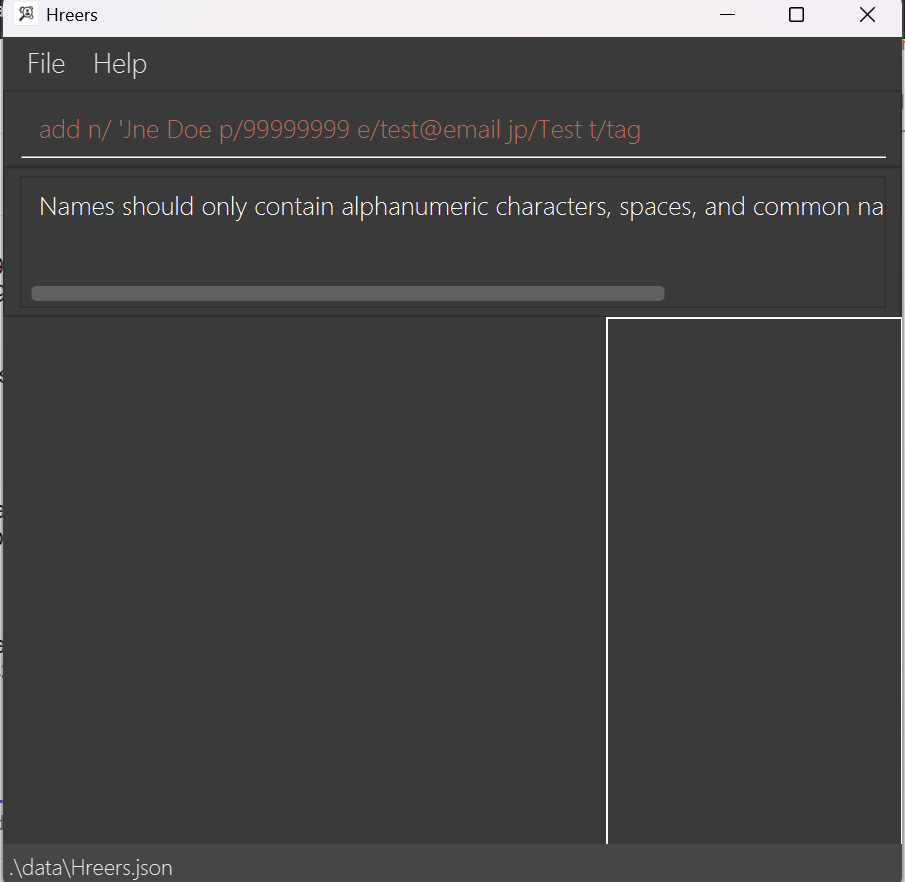 Hreers
File Help
add n/ 'Jne Doe p/99999999 e/test@email jp/Test t/tag
Names should only contain alphanumeric characters, spaces, and common na
.\data\Hreers.json